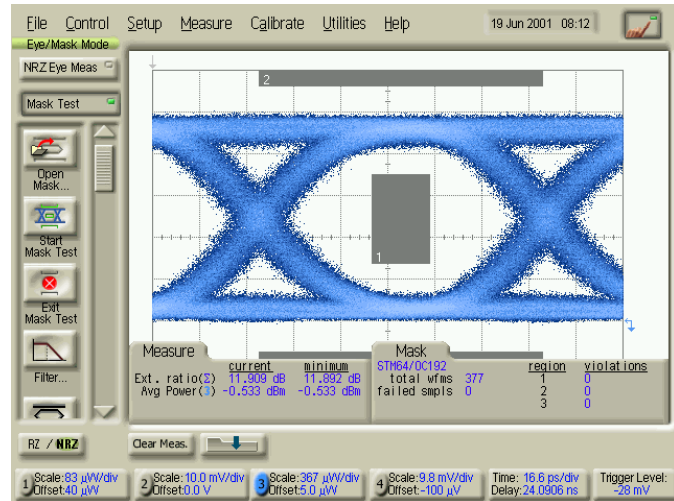 File Control Setup Measure Calibrate Utilities Help 19 Jun 2001 08:12
Eye/Mask Mode
NRZ Eye Meas
Mask Test
Open
Mask...
Start
Mask Test
Exit
Mask Test
Filter...
2
1
Measure
current minimum
Ext. ratio(Σ) 11.909 dB 11.892 dB
Avg Power(3) -0.533 dBm -0.533 dBm
Mask
STM64/OC192 region violations
total wfms 377 1 0
failed smpls 0 2 0
3 0
RZ / NRZ
Clear Meas.
1 Scale:83 µW/div
Offset:40 µW
2 Scale:10.0 mV/div
Offset:0.0 V
3 Scale:367 µW/div
Offset:5.0 µW
4 Scale:9.8 mV/div
Offset:-100 µV
Time: 16.6 ps/div
Delay:24.0906 ns
Trigger Level:
-28 mV